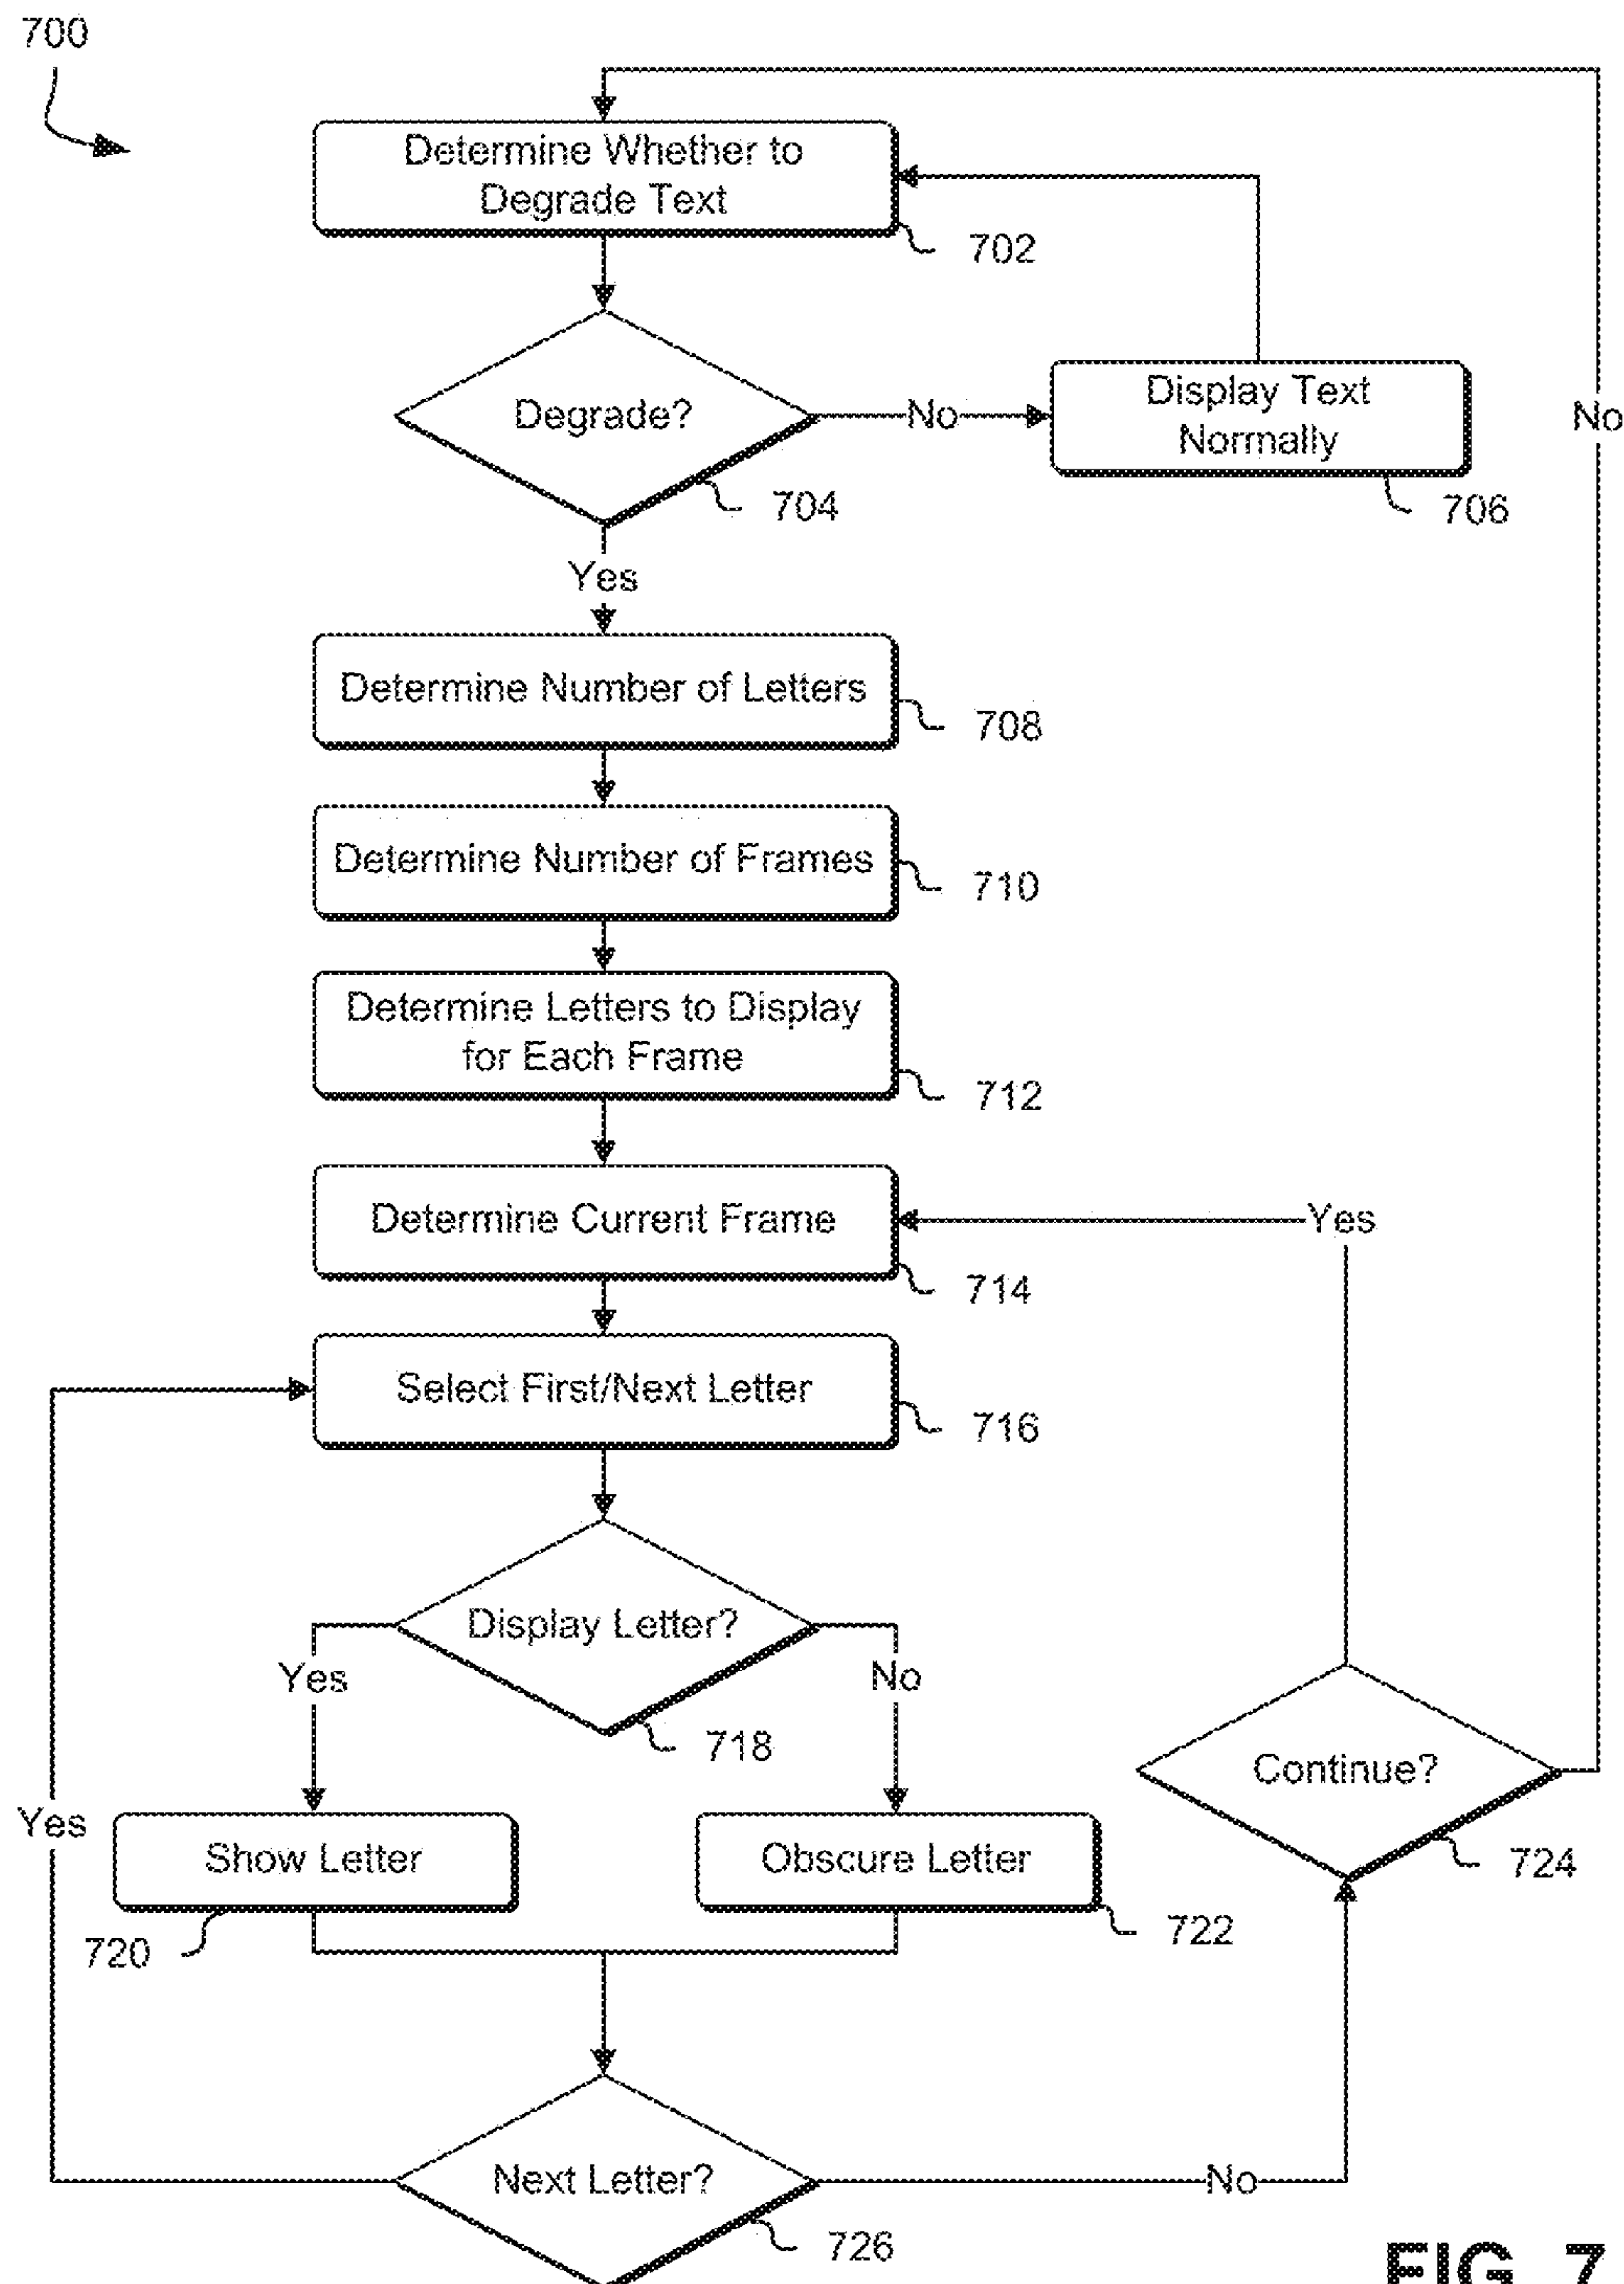 700
Determine Whether to
Degrade Text
702
Degrade?
No
Display Text
Normally
No
704
706
Yes
Determine Number of Letters
708
Determine Number of Frames
710
Determine Letters to Display
for Each Frame
712
Determine Current Frame
Yes
714
Select First/Next Letter
716
Display Letter?
Yes
No
718
Continue?
Yes
Show Letter
Obscure Letter
724
720
722
Next Letter?
No
726
FIG. 7